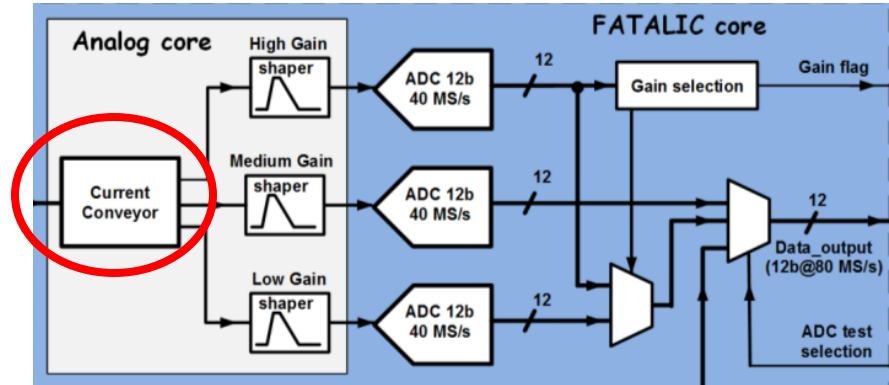 Analog core
FATALIC core
High Gain
shaper
ADC 12b
40 MS/s
12
Gain selection
Gain flag
Current
Conveyor
Medium Gain
shaper
ADC 12b
40 MS/s
12
12
Data_output
(12b@80 MS/s)
Low Gain
shaper
ADC 12b
40 MS/s
12
ADC test
selection